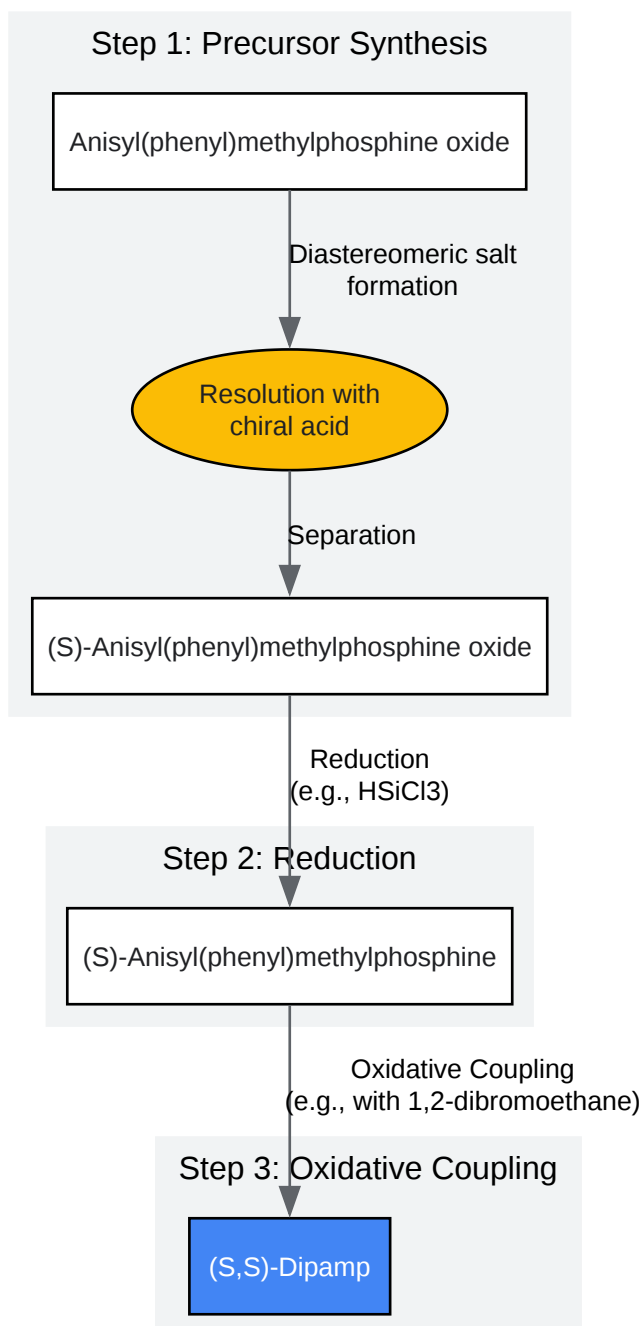 Step 1: Precursor Synthesis
Anisyl(phenyl)methylphosphine oxide
Diastereomeric salt
formation
Resolution with
chiral acid
Separation
(S)-Anisyl(phenyl)methylphosphine oxide
Reduction
(e.g., HSiCl3)
Step 2: Reduction
(S)-Anisyl(phenyl)methylphosphine
Oxidative Coupling
(e.g., with 1,2-dibromoethane)
Step 3: Oxidative Coupling
(S,S)-Dipamp